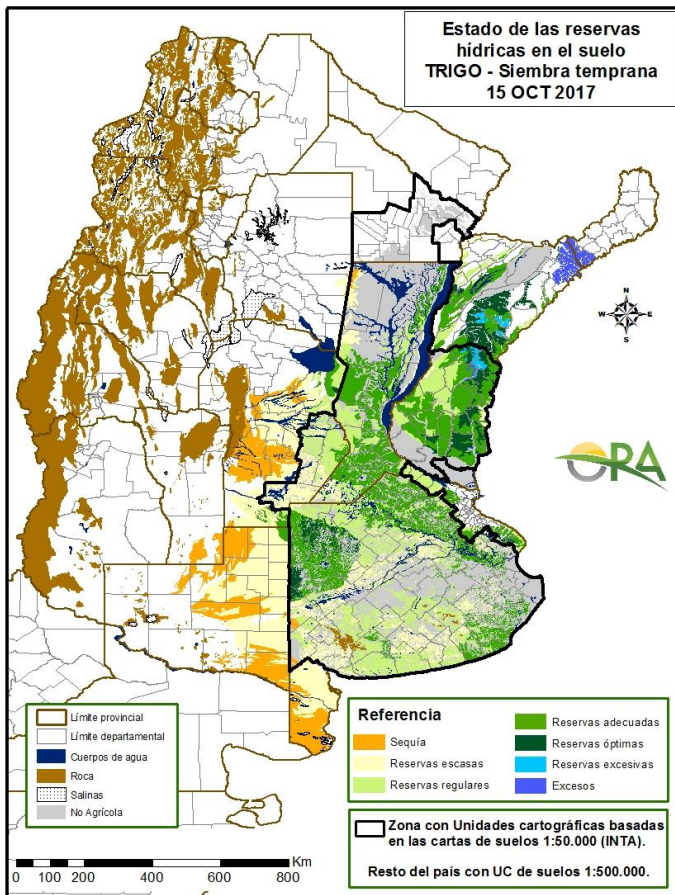 Estado de las reservas
hídricas en el suelo
TRIGO - Siembra temprana
15 OCT 2017
N
W E
S
ORA
Límite provincial
Límite departamental
Cuerpos de agua
Roca
Salinas
No Agrícola
Referencia
Sequía
Reservas escasas
Reservas regulares
Reservas adecuadas
Reservas óptimas
Reservas excesivas
Excesos
Zona con Unidades cartográficas basadas
en las cartas de suelos 1:50.000 (INTA).
Resto del país con UC de suelos 1:500.000.
Km
0 100 200 400 600 800